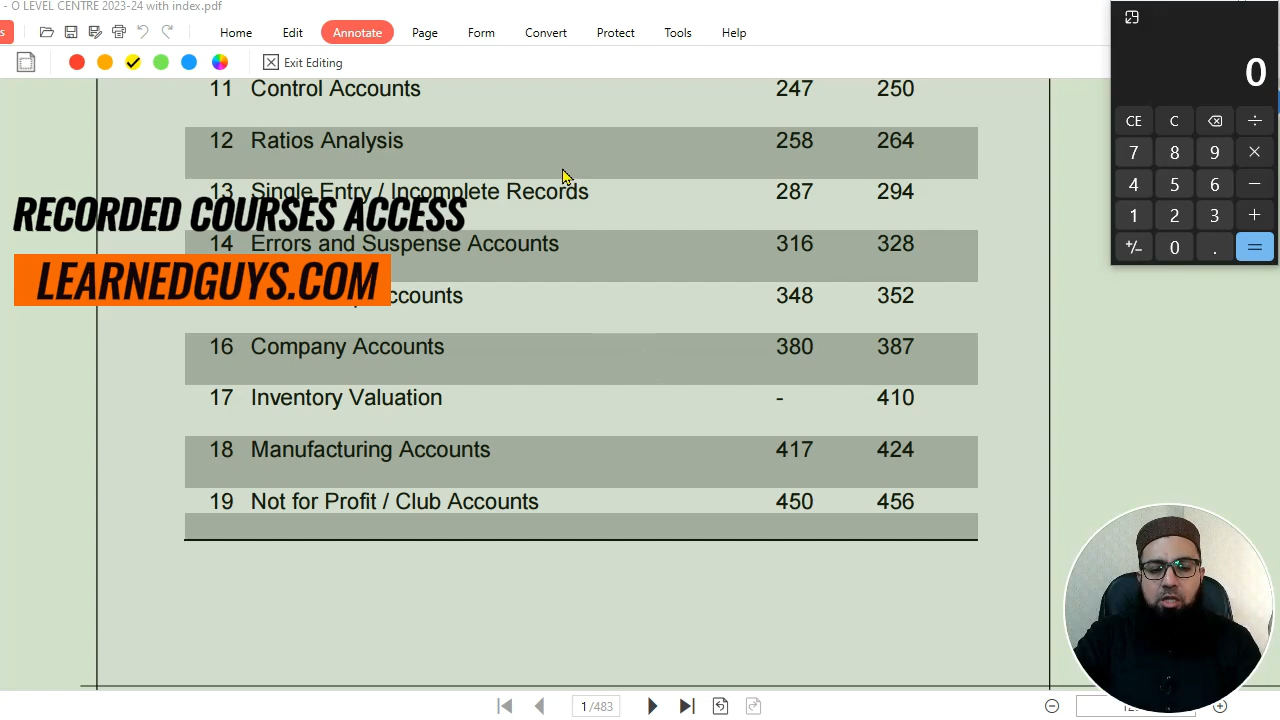 - O LEVEL CENTRE 2023-24 with index.pdf
s Home Edit Annotate Page Form Convert Protect Tools Help
Exit Editing
11 Control Accounts 247 250
12 Ratios Analysis 258 264
13 Single Entry / Incomplete Records 287 294
RECORDED COURSES ACCESS
14 Errors and Suspense Accounts 316 328
LEARNEDGUYS.COM
Accounts 348 352
16 Company Accounts 380 387
17 Inventory Valuation - 410
18 Manufacturing Accounts 417 424
19 Not for Profit / Club Accounts 450 456
1 /483
0
CE C ⌫ ÷
7 8 9 ×
4 5 6 −
1 2 3 +
+/− 0 . =